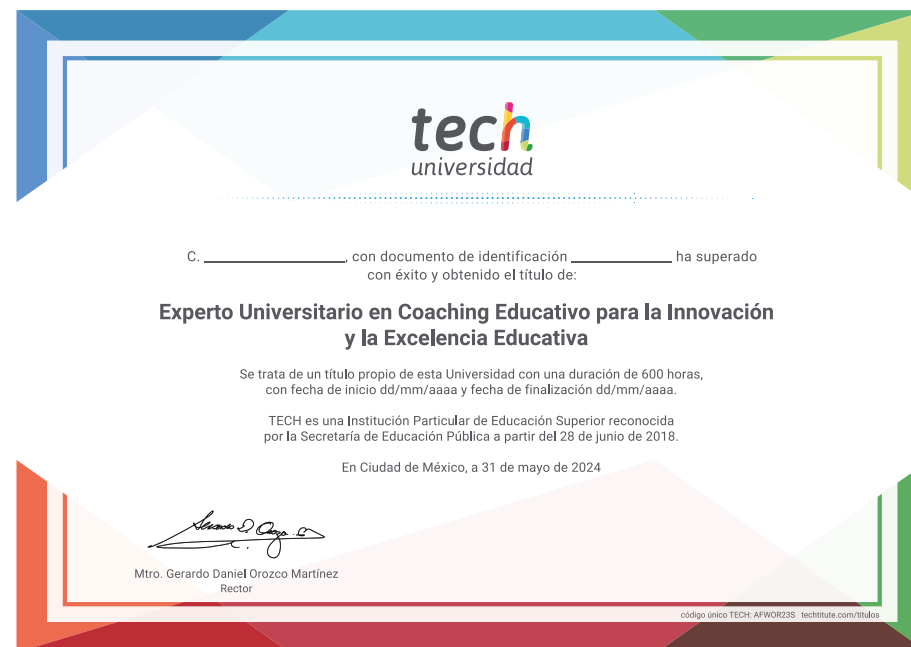 tech
universidad
C. ____________, con documento de identificación ____________ ha superado
con éxito y obtenido el título de:
Experto Universitario en Coaching Educativo para la Innovación
y la Excelencia Educativa
Se trata de un título propio de esta Universidad con una duración de 600 horas,
con fecha de inicio dd/mm/aaaa y fecha de finalización dd/mm/aaaa.
TECH es una Institución Particular de Educación Superior reconocida
por la Secretaría de Educación Pública a partir del 28 de junio de 2018.
En Ciudad de México, a 31 de mayo de 2024
Mtro. Gerardo Daniel Orozco Martínez
Rector
código único TECH: AFWOR23S techtitute.com/titulos